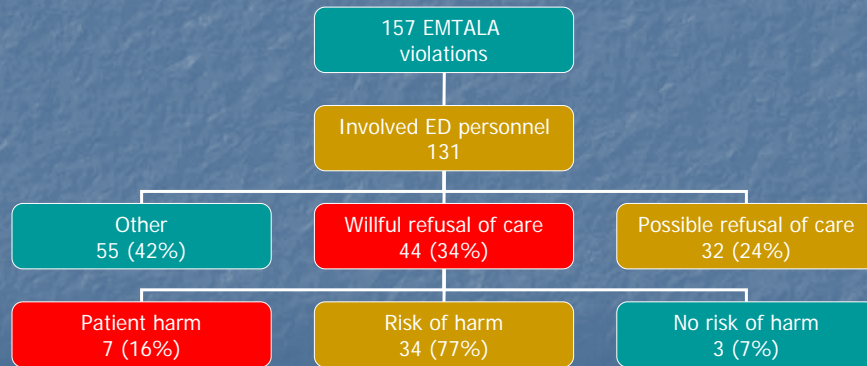 157 EMTALA
violations
Involved ED personnel
131
Other
55 (42%)
Willful refusal of care
44 (34%)
Possible refusal of care
32 (24%)
Patient harm
7 (16%)
Risk of harm
34 (77%)
No risk of harm
3 (7%)